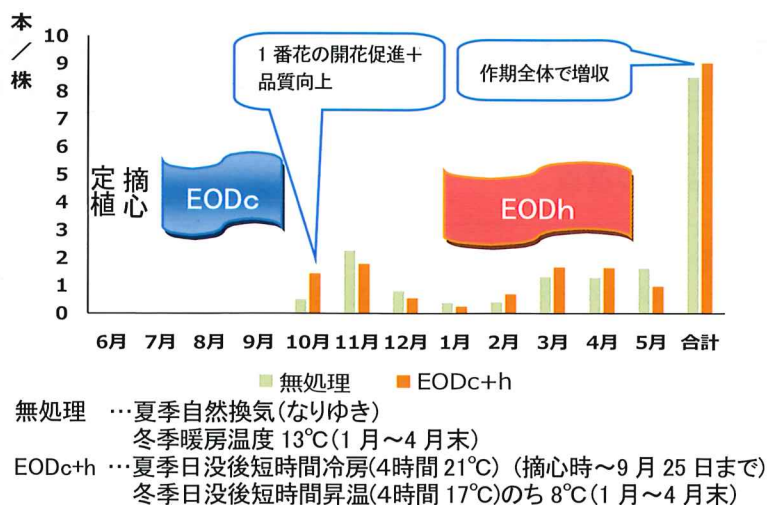 本／株
10
9
8
7
6
5
4
3
2
1
0
1番花の開花促進＋
品質向上
作期全体で増収
定植
摘心
EODc
EODh
6月 7月 8月 9月 10月 11月 12月 1月 2月 3月 4月 5月 合計
無処理 EODc+h
無処理 …夏季自然換気(なりゆき)
冬季暖房温度 13℃(1月～4月末)
EODc+h …夏季日没後短時間冷房(4時間 21℃) (摘心時～9月25日まで)
冬季日没後短時間昇温(4時間 17℃)のち 8℃(1月～4月末)